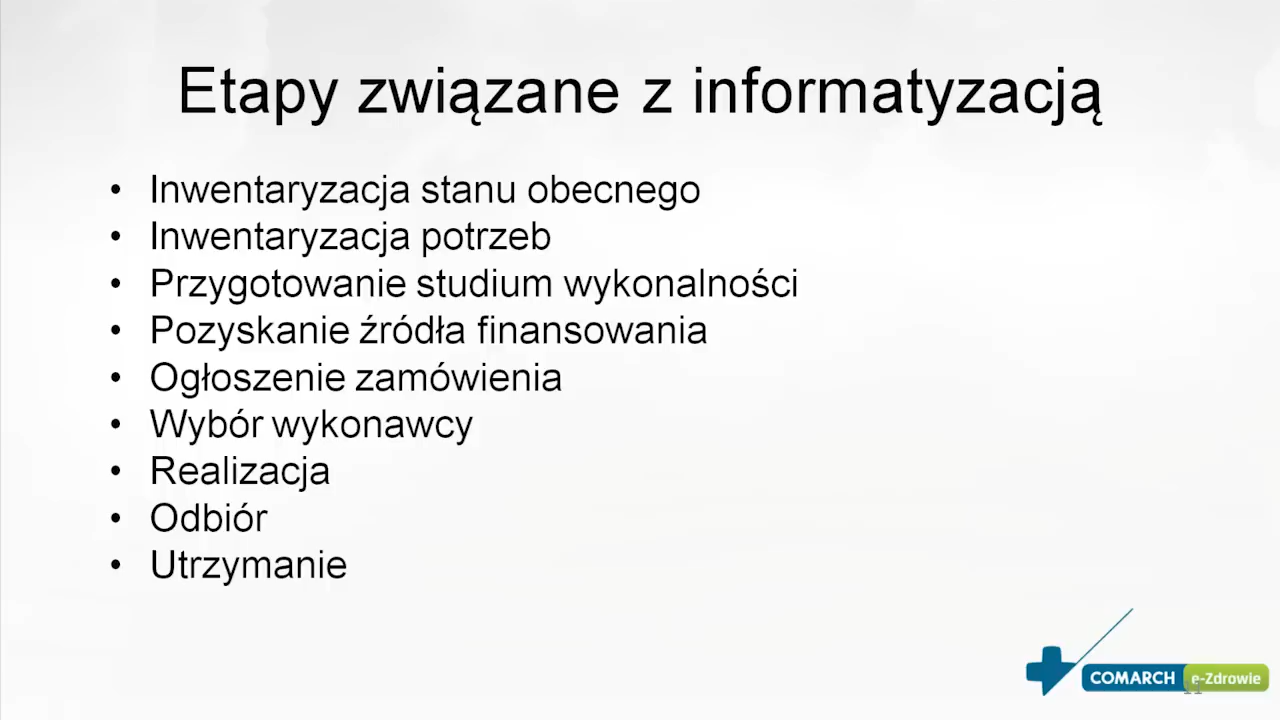 Etapy związane z informatyzacją
• Inwentaryzacja stanu obecnego
• Inwentaryzacja potrzeb
• Przygotowanie studium wykonalności
• Pozyskanie źródła finansowania
• Ogłoszenie zamówienia
• Wybór wykonawcy
• Realizacja
• Odbiór
• Utrzymanie
COMARCH e-Zdrowie
11